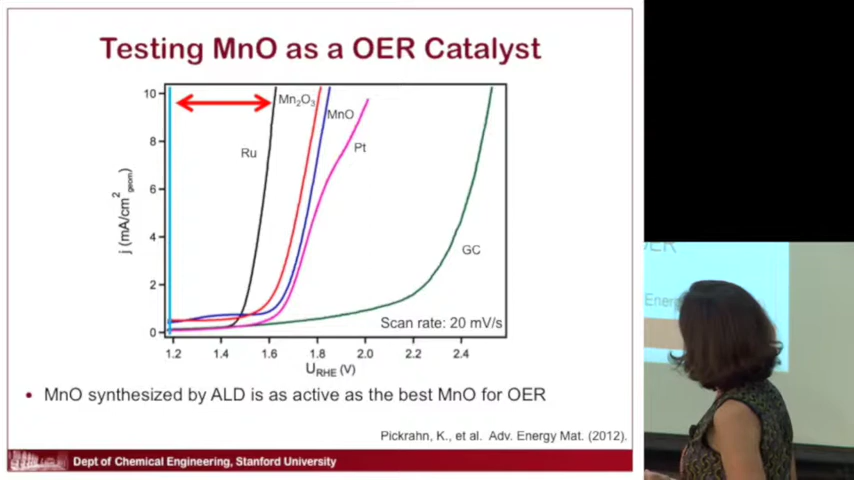 Testing MnO as a OER Catalyst
10
8
6
4
2
0
j (mA/cm²geom)
Ru
Mn₂O₃
MnO
Pt
GC
Scan rate: 20 mV/s
1.2 1.4 1.6 1.8 2.0 2.2 2.4
U_RHE (V)
• MnO synthesized by ALD is as active as the best MnO for OER
Pickrahn, K., et al. Adv. Energy Mat. (2012).
Dept of Chemical Engineering, Stanford University
OER
Energ